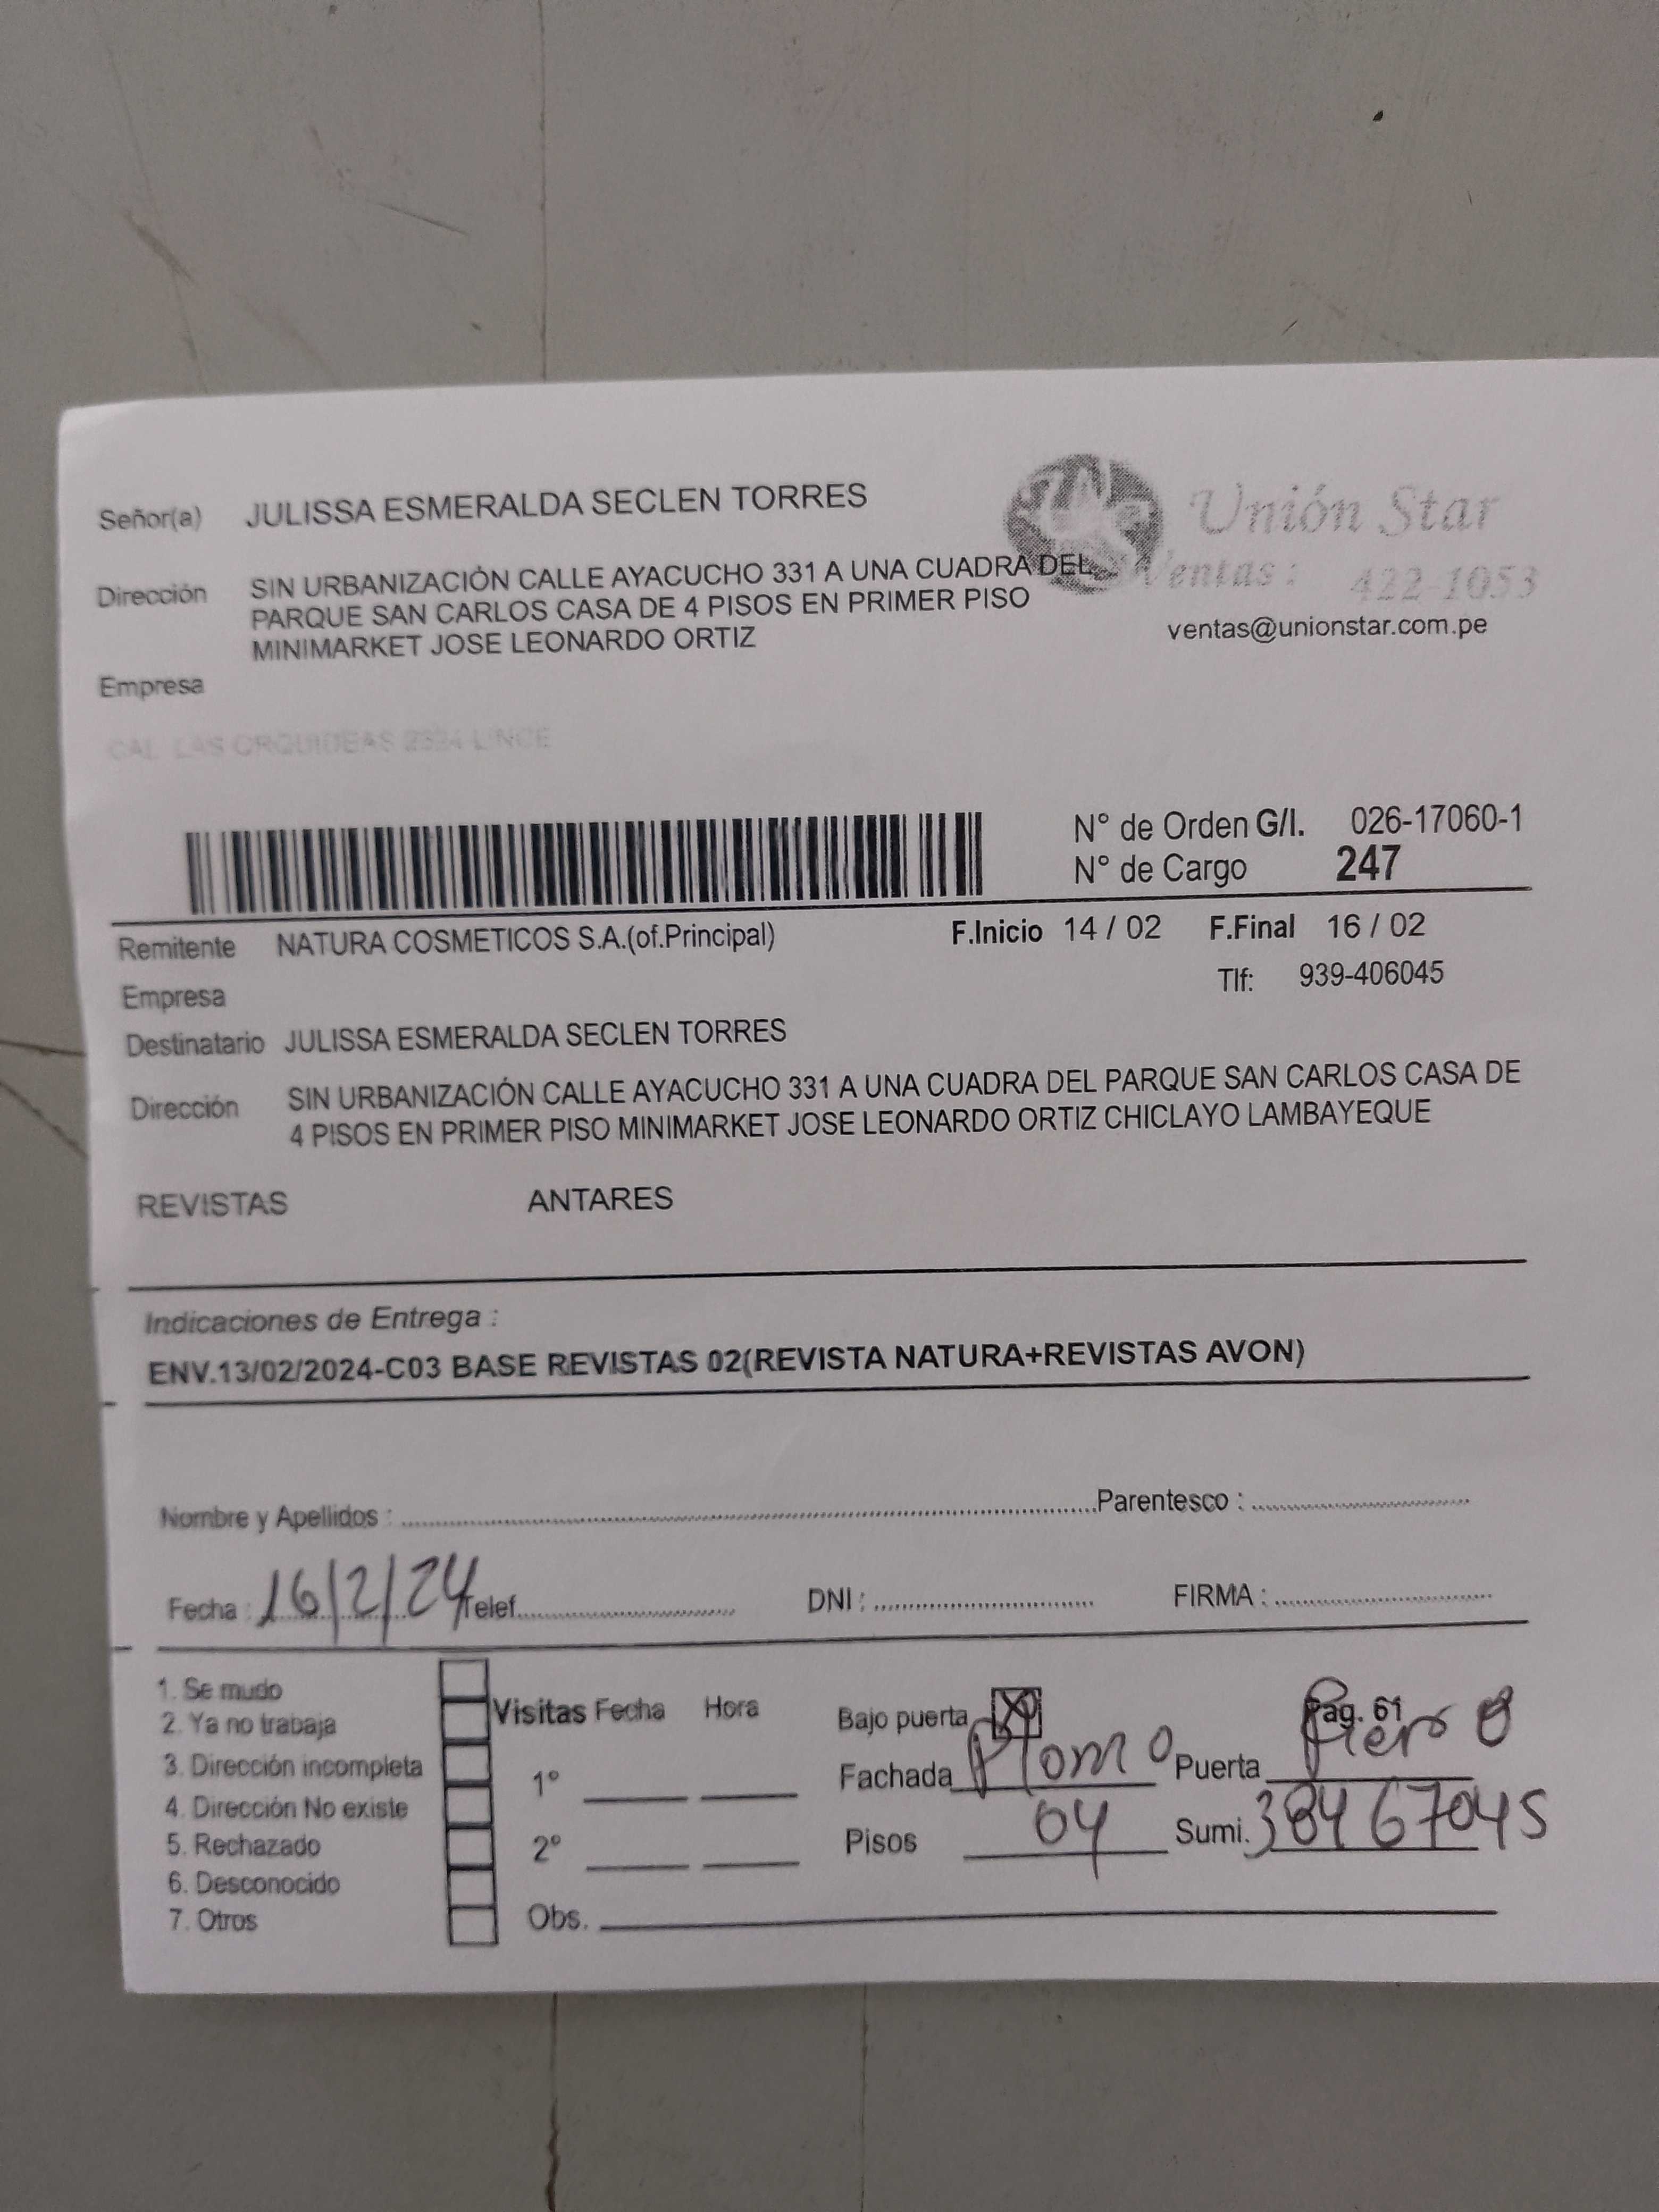 Señor(a) JULISSA ESMERALDA SECLEN TORRES
Unión Star
Dirección SIN URBANIZACIÓN CALLE AYACUCHO 331 A UNA CUADRA DEL
PARQUE SAN CARLOS CASA DE 4 PISOS EN PRIMER PISO
MINIMARKET JOSE LEONARDO ORTIZ
Ventas: 422-1053
ventas@unionstar.com.pe
Empresa
CAL LAS ORQUIDEAS LINCE
N° de Orden G/I. 026-17060-1
N° de Cargo 247
Remitente NATURA COSMETICOS S.A.(of.Principal) F.Inicio 14 / 02 F.Final 16 / 02
Tlf: 939-406045
Empresa
Destinatario JULISSA ESMERALDA SECLEN TORRES
Dirección SIN URBANIZACIÓN CALLE AYACUCHO 331 A UNA CUADRA DEL PARQUE SAN CARLOS CASA DE
4 PISOS EN PRIMER PISO MINIMARKET JOSE LEONARDO ORTIZ CHICLAYO LAMBAYEQUE
REVISTAS ANTARES
Indicaciones de Entrega :
ENV.13/02/2024-C03 BASE REVISTAS 02(REVISTA NATURA+REVISTAS AVON)
Nombre y Apellidos : Parentesco :
Fecha : 16/2/24 Telef. DNI : FIRMA :
1. Se mudo
2. Ya no trabaja
3. Dirección incompleta
4. Dirección No existe
5. Rechazado
6. Desconocido
7. Otros
Visitas Fecha Hora
1°
2°
Obs.
Bajo puerta Pag. 61
Fachada Plomo Puerta
Pisos 04 Sumi. 38467045